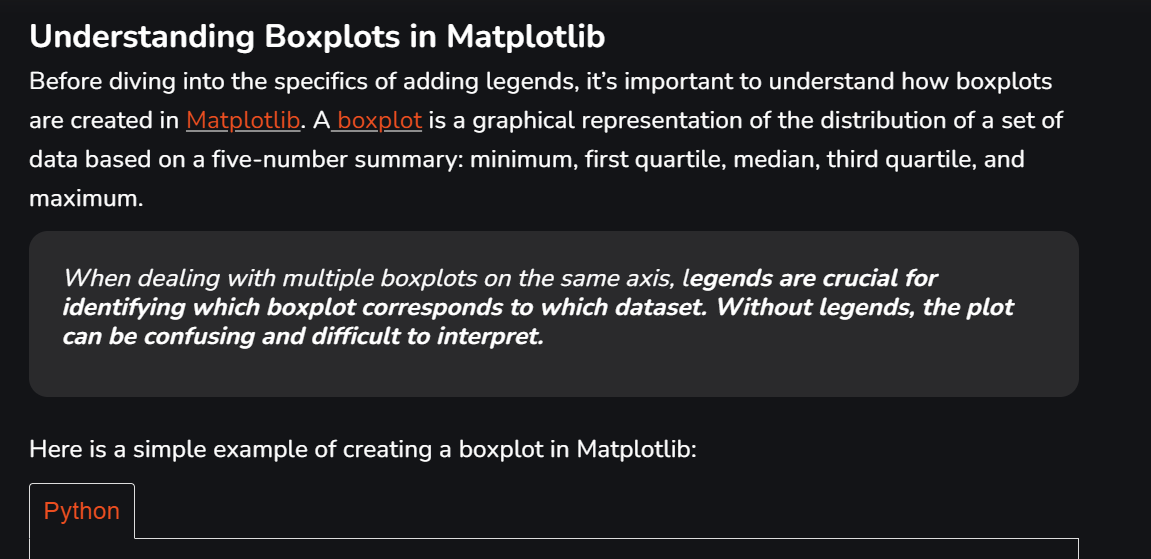 Understanding Boxplots in Matplotlib
Before diving into the specifics of adding legends, it’s important to understand how boxplots
are created in Matplotlib. A boxplot is a graphical representation of the distribution of a set of
data based on a five-number summary: minimum, first quartile, median, third quartile, and
maximum.
When dealing with multiple boxplots on the same axis, legends are crucial for
identifying which boxplot corresponds to which dataset. Without legends, the plot
can be confusing and difficult to interpret.
Here is a simple example of creating a boxplot in Matplotlib:
Python